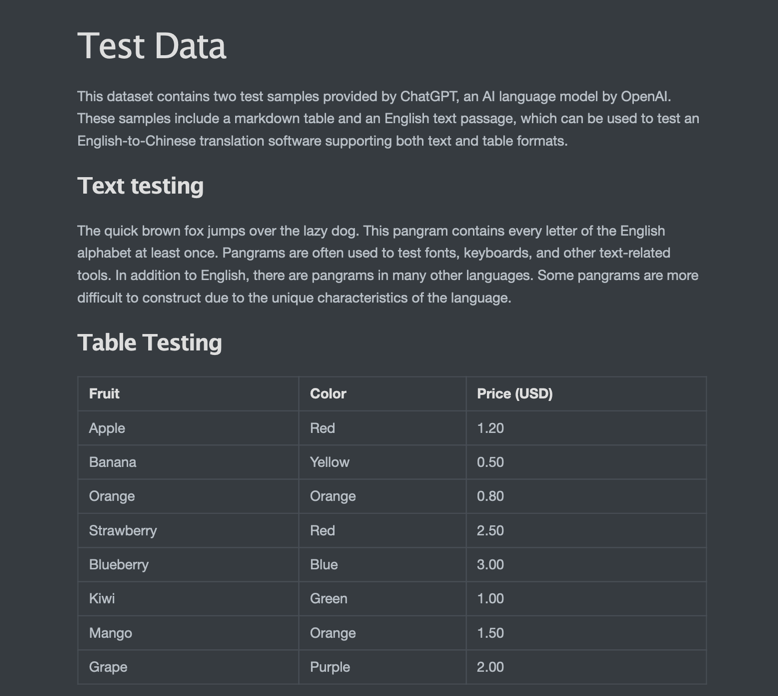 Test Data
This dataset contains two test samples provided by ChatGPT, an AI language model by OpenAI.
These samples include a markdown table and an English text passage, which can be used to test an
English-to-Chinese translation software supporting both text and table formats.
Text testing
The quick brown fox jumps over the lazy dog. This pangram contains every letter of the English
alphabet at least once. Pangrams are often used to test fonts, keyboards, and other text-related
tools. In addition to English, there are pangrams in many other languages. Some pangrams are more
difficult to construct due to the unique characteristics of the language.
Table Testing
Fruit Color Price (USD)
Apple Red 1.20
Banana Yellow 0.50
Orange Orange 0.80
Strawberry Red 2.50
Blueberry Blue 3.00
Kiwi Green 1.00
Mango Orange 1.50
Grape Purple 2.00